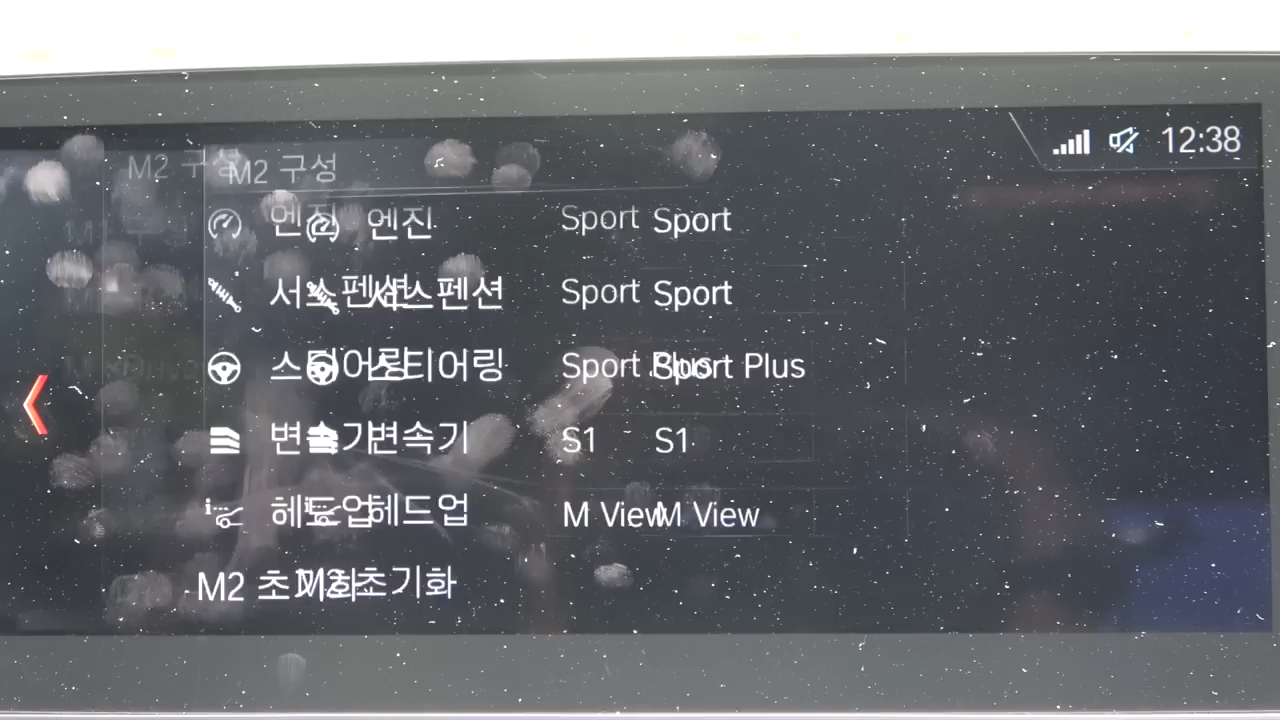 12:38
M2 구성
엔진 Sport
서스펜션 Sport
스티어링 Sport Plus
변속기 S1
헤드업 M View
M2 초기화